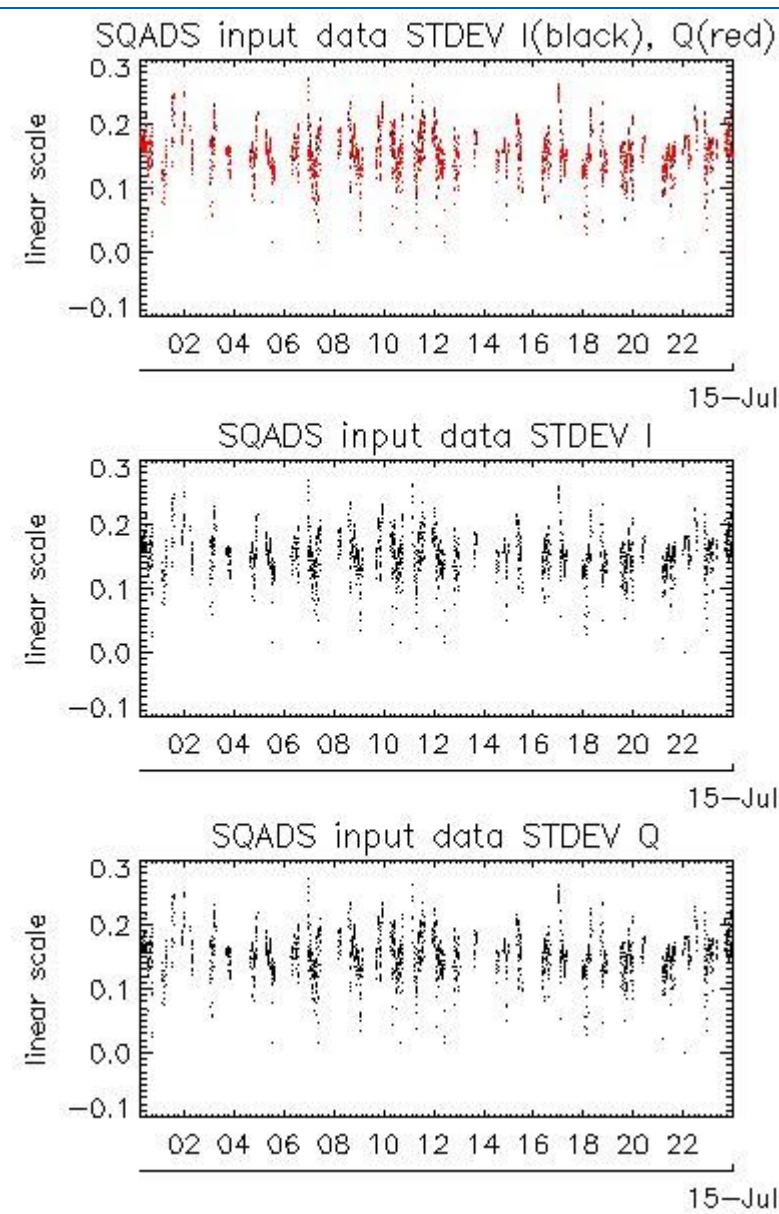 SQADS input data STDEV I(black), Q(red)
0.3
0.2
0.1
0.0
−0.1
linear scale
02 04 06 08 10 12 14 16 18 20 22
15−Jul
SQADS input data STDEV I
0.3
0.2
0.1
0.0
−0.1
linear scale
02 04 06 08 10 12 14 16 18 20 22
15−Jul
SQADS input data STDEV Q
0.3
0.2
0.1
0.0
−0.1
linear scale
02 04 06 08 10 12 14 16 18 20 22
15−Jul